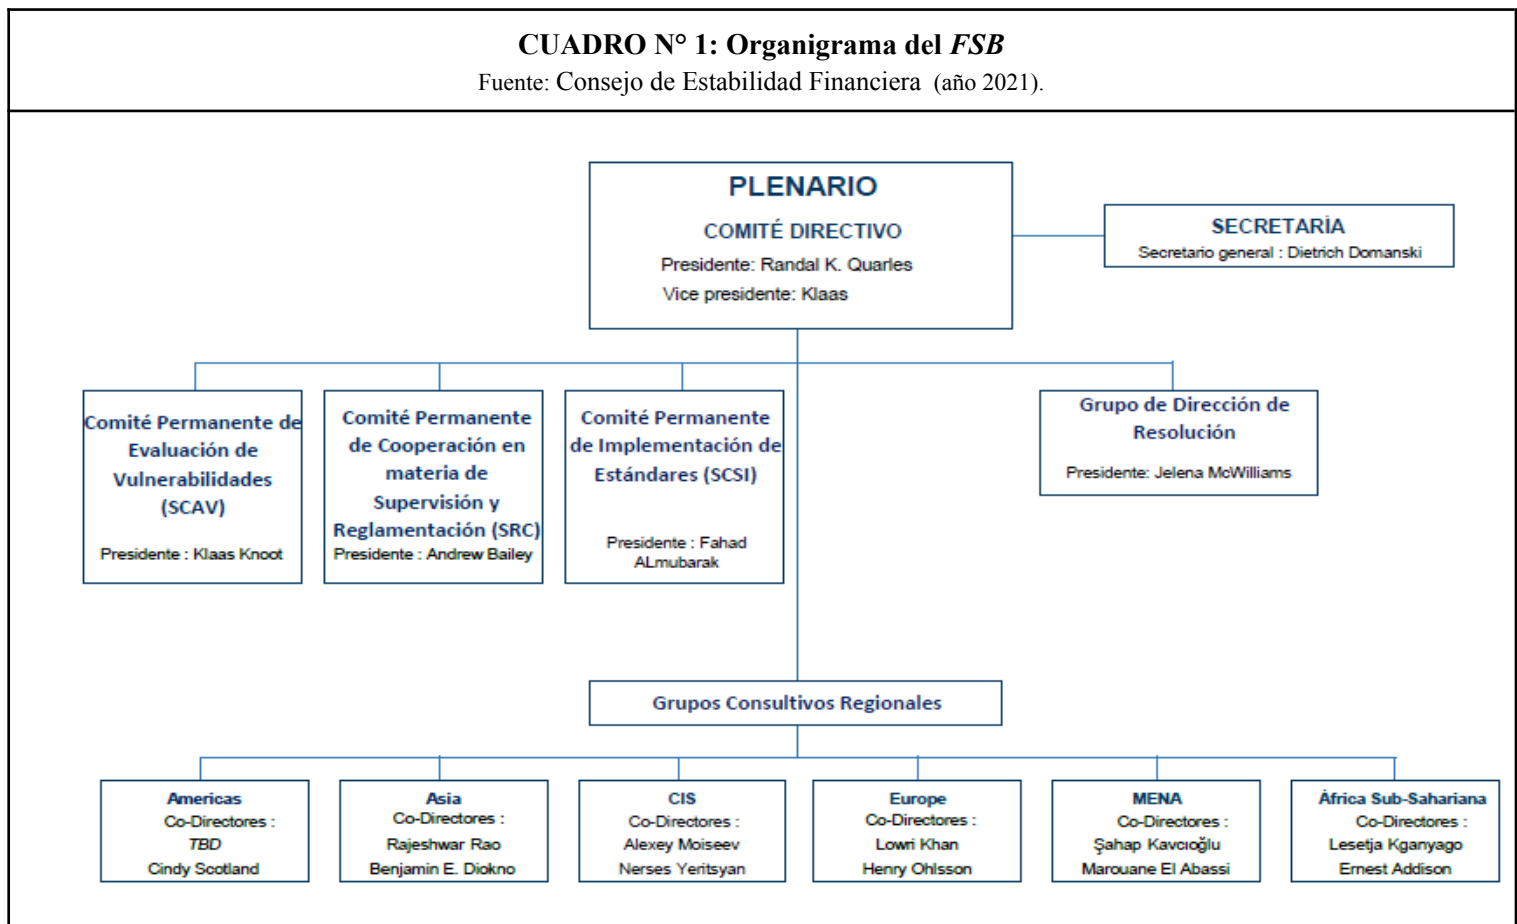 CUADRO N° 1: Organigrama del FSB
Fuente: Consejo de Estabilidad Financiera (año 2021).
PLENARIO
COMITÉ DIRECTIVO
Presidente: Randal K. Quarles
Vice presidente: Klaas
SECRETARÍA
Secretario general : Dietrich Domanski
Comité Permanente de
Evaluación de
Vulnerabilidades
(SCAV)
Presidente : Klaas Knoot
Comité Permanente
de Cooperación en
materia de
Supervisión y
Reglamentación (SRC)
Presidente : Andrew Bailey
Comité Permanente
de Implementación de
Estándares (SCSI)
Presidente : Fahad
ALmubarak
Grupo de Dirección de
Resolución
Presidente: Jelena McWilliams
Grupos Consultivos Regionales
Americas
Co-Directores :
TBD
Cindy Scotland
Asia
Co-Directores :
Rajeshwar Rao
Benjamin E. Diokno
CIS
Co-Directores :
Alexey Moiseev
Nerses Yeritsyan
Europe
Co-Directores :
Lowri Khan
Henry Ohlsson
MENA
Co-Directores :
Şahap Kavcıoğlu
Marouane El Abassi
África Sub-Sahariana
Co-Directores :
Lesetja Kganyago
Ernest Addison